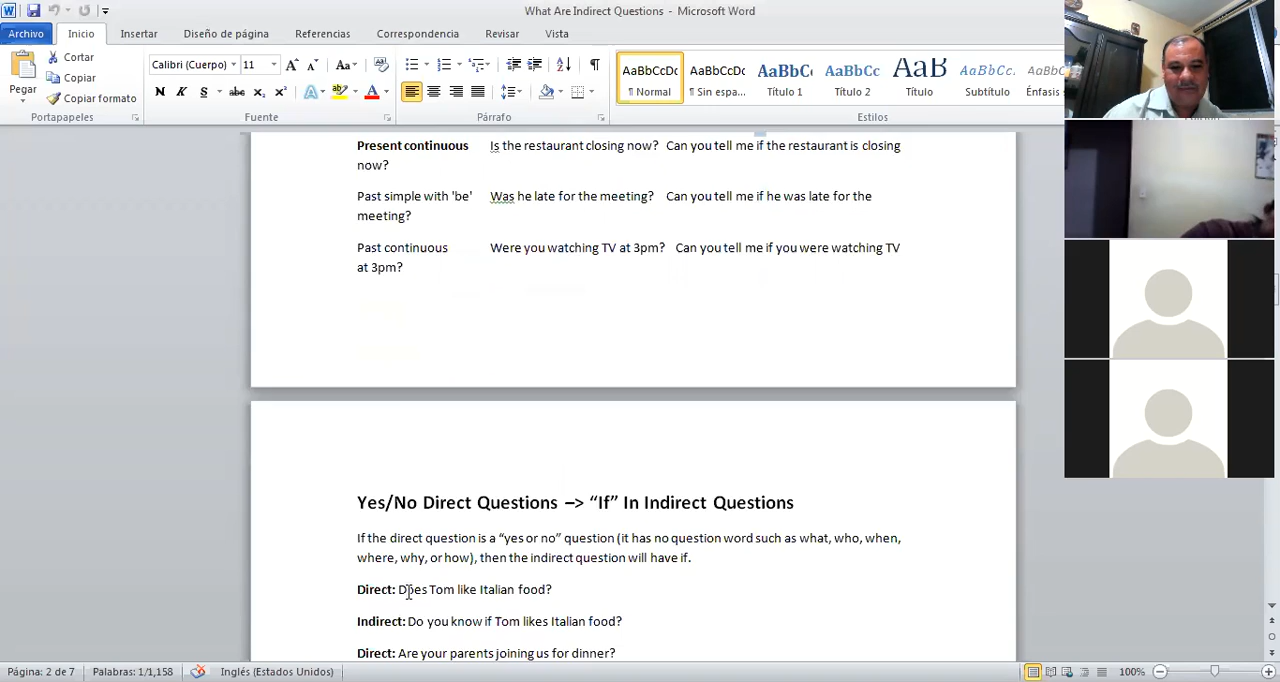 What Are Indirect Questions - Microsoft Word
Archivo Inicio Insertar Diseño de página Referencias Correspondencia Revisar Vista
Pegar
Cortar
Copiar
Copiar formato
Portapapeles
Calibri (Cuerpo) 11
Fuente
Párrafo
AaBbCcDc AaBbCcDc AaBbC AaBbCc AaB AaBbCc. AaBbCcDc
¶ Normal ¶ Sin espa... Título 1 Título 2 Título Subtítulo Énfasis
Estilos
Present continuous Is the restaurant closing now? Can you tell me if the restaurant is closing
now?
Past simple with 'be' Was he late for the meeting? Can you tell me if he was late for the
meeting?
Past continuous Were you watching TV at 3pm? Can you tell me if you were watching TV
at 3pm?
Yes/No Direct Questions –> “If” In Indirect Questions
If the direct question is a “yes or no” question (it has no question word such as what, who, when,
where, why, or how), then the indirect question will have if.
Direct: Does Tom like Italian food?
Indirect: Do you know if Tom likes Italian food?
Direct: Are your parents joining us for dinner?
Página: 2 de 7 Palabras: 1/1,158 Inglés (Estados Unidos) 100%